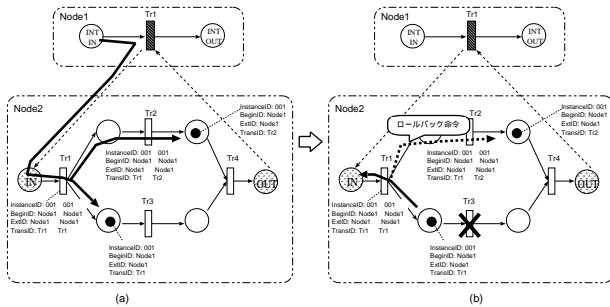 Node1
Tr1
INT
IN
INT
OUT
Node2
Tr2
InstanceID: 001
BeginID: Node1
ExtID: Node1
TransID: Tr2
Tr1
InstanceID: 001 001
BeginID: Node1 Node1
ExtID: Node1 Node1
TransID: Tr1 Tr2
Tr4
IN
OUT
InstanceID: 001 001
BeginID: Node1 Node1
ExtID: Node1 Node1
TransID: Tr1 Tr1
Tr3
InstanceID: 001
BeginID: Node1
ExtID: Node1
TransID: Tr1
(a)
Node1
Tr1
INT
IN
INT
OUT
Node2
ロールバック命令
Tr2
InstanceID: 001
BeginID: Node1
ExtID: Node1
TransID: Tr2
Tr1
InstanceID: 001 001
BeginID: Node1 Node1
ExtID: Node1 Node1
TransID: Tr1 Tr2
Tr4
IN
OUT
InstanceID: 001 001
BeginID: Node1 Node1
ExtID: Node1 Node1
TransID: Tr1 Tr1
Tr3
InstanceID: 001
BeginID: Node1
ExtID: Node1
TransID: Tr1
(b)